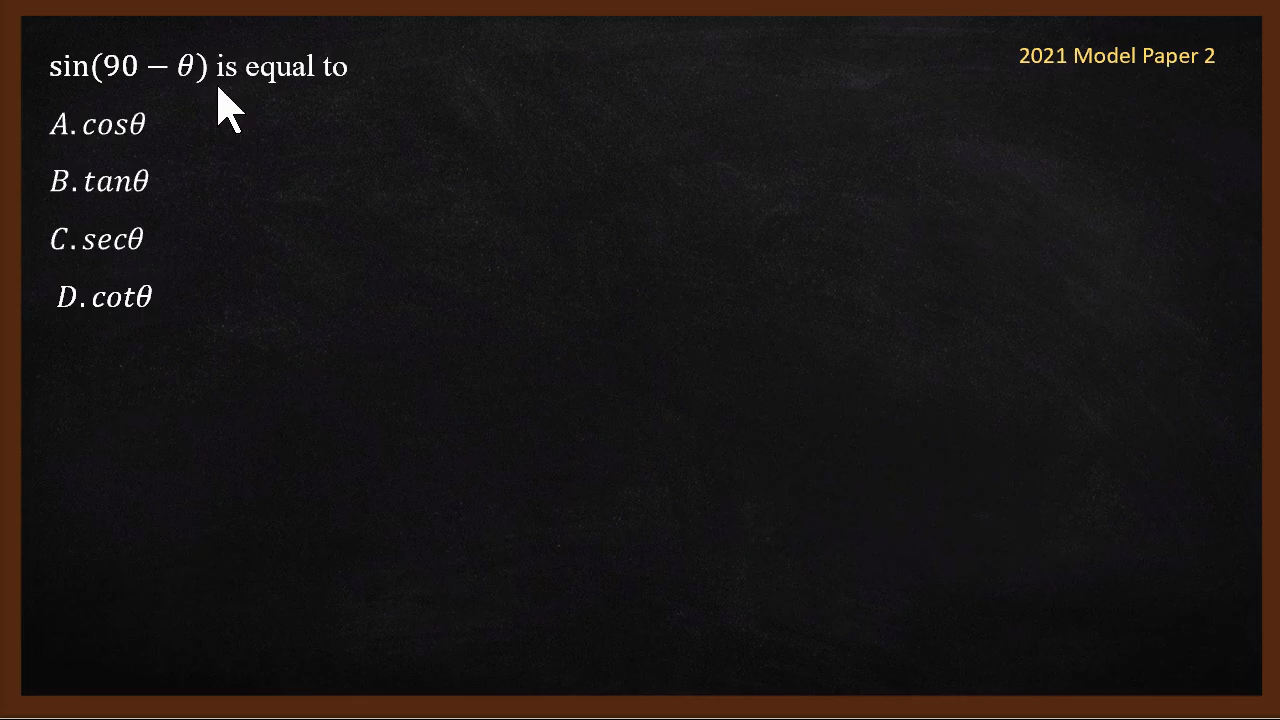 sin(90 − θ) is equal to
2021 Model Paper 2
A. cosθ
B. tanθ
C. secθ
D. cotθ